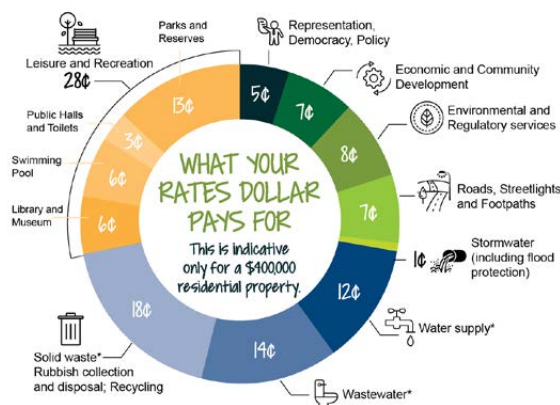 Parks and
Reserves
Representation,
Democracy, Policy
Leisure and Recreation
28¢
13¢
5¢
7¢
Economic and Community
Development
Public Halls
and Toilets
3¢
8¢
Environmental and
Regulatory services
Swimming
Pool
6¢
WHAT YOUR
RATES DOLLAR
PAYS FOR
This is indicative
only for a $400,000
residential property.
7¢
Roads, Streetlights
and Footpaths
Library and
Museum
6¢
1¢
Stormwater
(including flood
protection)
18¢
12¢
Water supply*
Solid waste*
Rubbish collection
and disposal; Recycling
14¢
Wastewater*